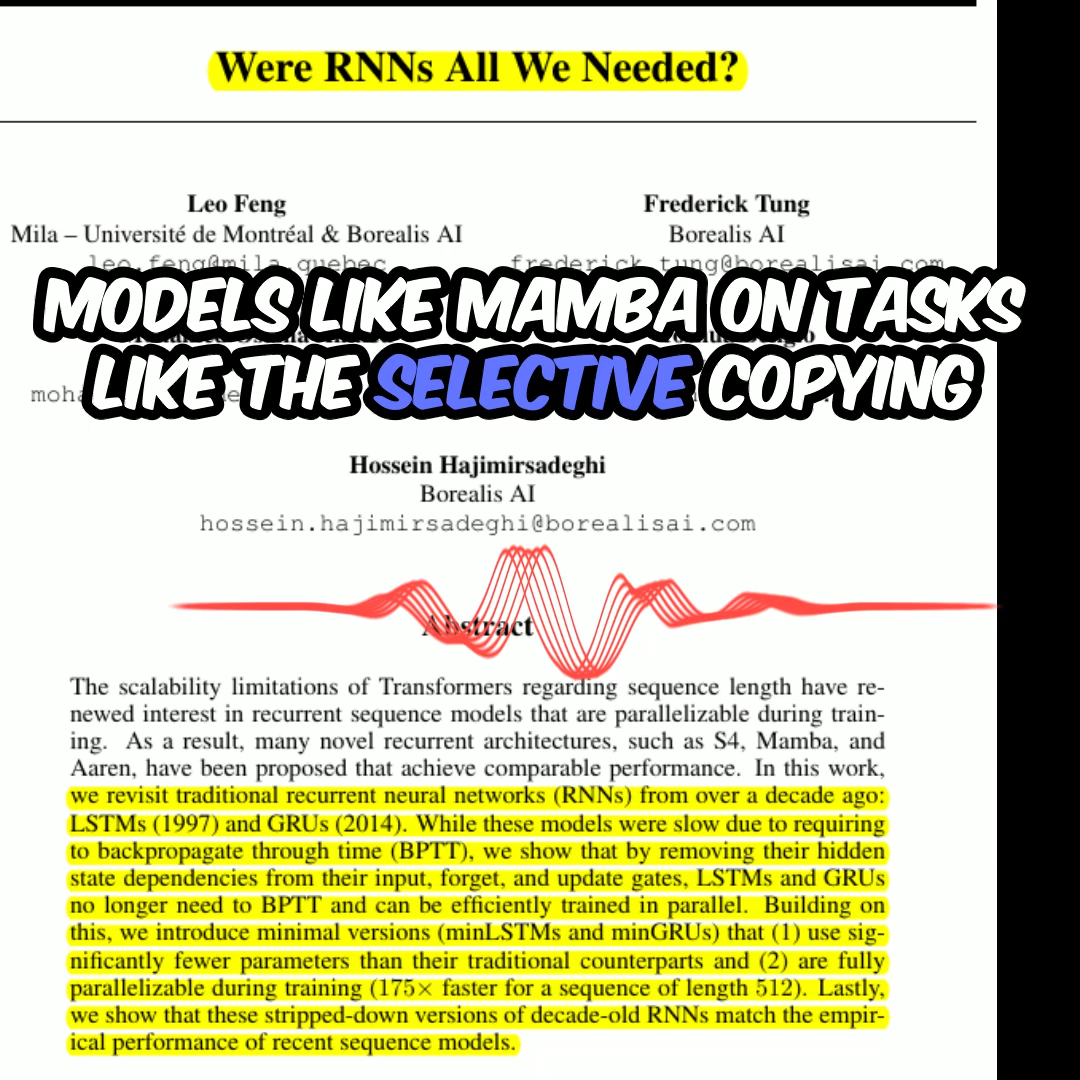 Were RNNs All We Needed?
Leo Feng
Frederick Tung
Mila – Université de Montréal & Borealis AI
Borealis AI
leo.feng@mila.quebec
frederick.tung@borealisai.com
MODELS LIKE MAMBA ON TASKS
LIKE THE SELECTIVE COPYING
moha
Hossein Hajimirsadeghi
Borealis AI
hossein.hajimirsadeghi@borealisai.com
Abstract
The scalability limitations of Transformers regarding sequence length have re-
newed interest in recurrent sequence models that are parallelizable during train-
ing. As a result, many novel recurrent architectures, such as S4, Mamba, and
Aaren, have been proposed that achieve comparable performance. In this work,
we revisit traditional recurrent neural networks (RNNs) from over a decade ago:
LSTMs (1997) and GRUs (2014). While these models were slow due to requiring
to backpropagate through time (BPTT), we show that by removing their hidden
state dependencies from their input, forget, and update gates, LSTMs and GRUs
no longer need to BPTT and can be efficiently trained in parallel. Building on
this, we introduce minimal versions (minLSTMs and minGRUs) that (1) use sig-
nificantly fewer parameters than their traditional counterparts and (2) are fully
parallelizable during training (175× faster for a sequence of length 512). Lastly,
we show that these stripped-down versions of decade-old RNNs match the empir-
ical performance of recent sequence models.